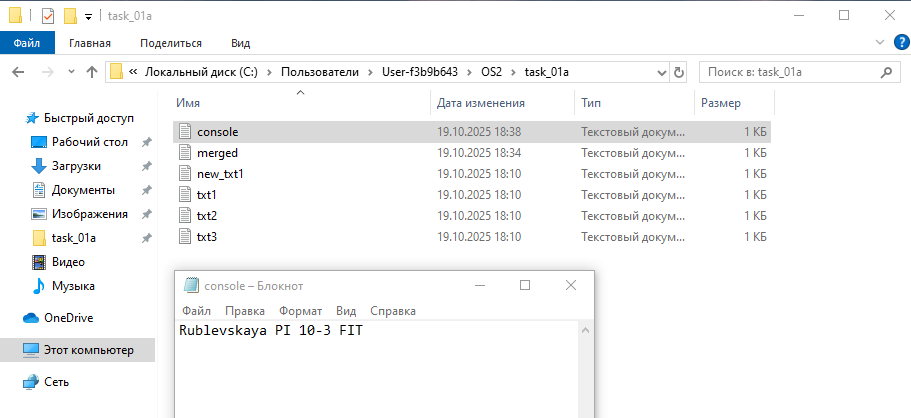 task_01a
Файл Главная Поделиться Вид
« Локальный диск (C:) Пользователи User-f3b9b643 OS2 task_01a
Поиск в: task_01a
Быстрый доступ
Рабочий стол
Загрузки
Документы
Изображения
task_01a
Видео
Музыка
OneDrive
Этот компьютер
Сеть
Имя Дата изменения Тип Размер
console 19.10.2025 18:38 Текстовый докум... 1 КБ
merged 19.10.2025 18:34 Текстовый докум... 1 КБ
new_txt1 19.10.2025 18:10 Текстовый докум... 1 КБ
txt1 19.10.2025 18:10 Текстовый докум... 1 КБ
txt2 19.10.2025 18:10 Текстовый докум... 1 КБ
txt3 19.10.2025 18:10 Текстовый докум... 1 КБ
console – Блокнот
Файл Правка Формат Вид Справка
Rublevskaya PI 10-3 FIT